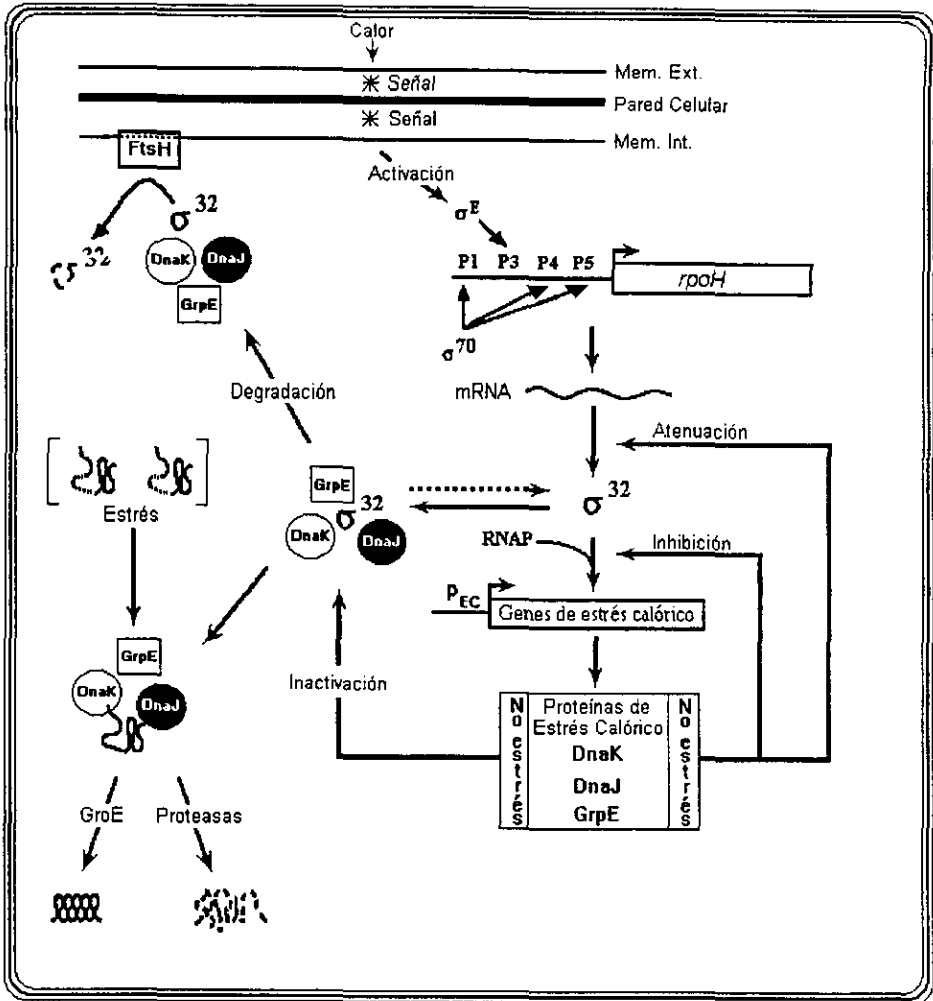 Calor
Mem. Ext.
Señal
Pared Celular
Señal
Mem. Int.
FtsH
Activación
σ32
σE
σ32
DnaK
DnaJ
GrpE
P1 P3 P4 P5
rpoH
σ70
Degradación
mRNA
Atenuación
Estrés
GrpE
σ32
DnaK
DnaJ
σ32
RNAP
Inhibición
PEC
Genes de estrés calórico
GrpE
DnaK
DnaJ
Inactivación
No estrés
Proteínas de
Estrés Calórico
DnaK
DnaJ
GrpE
No estrés
GroE
Proteasas